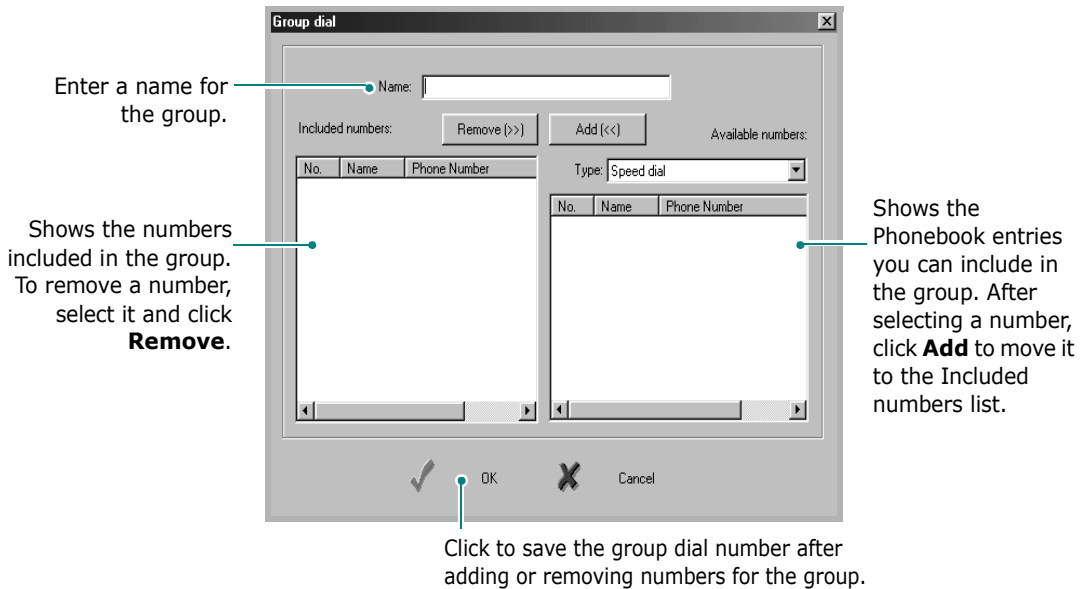 Group dial
Enter a name for
the group.
Name:
Included numbers:
Remove (>>)
Add (<<)
Available numbers:
Type: Speed dial
No. Name Phone Number
No. Name Phone Number
Shows the numbers
included in the group.
To remove a number,
select it and click
Remove.
Shows the
Phonebook entries
you can include in
the group. After
selecting a number,
click Add to move it
to the Included
numbers list.
OK
Cancel
Click to save the group dial number after
adding or removing numbers for the group.